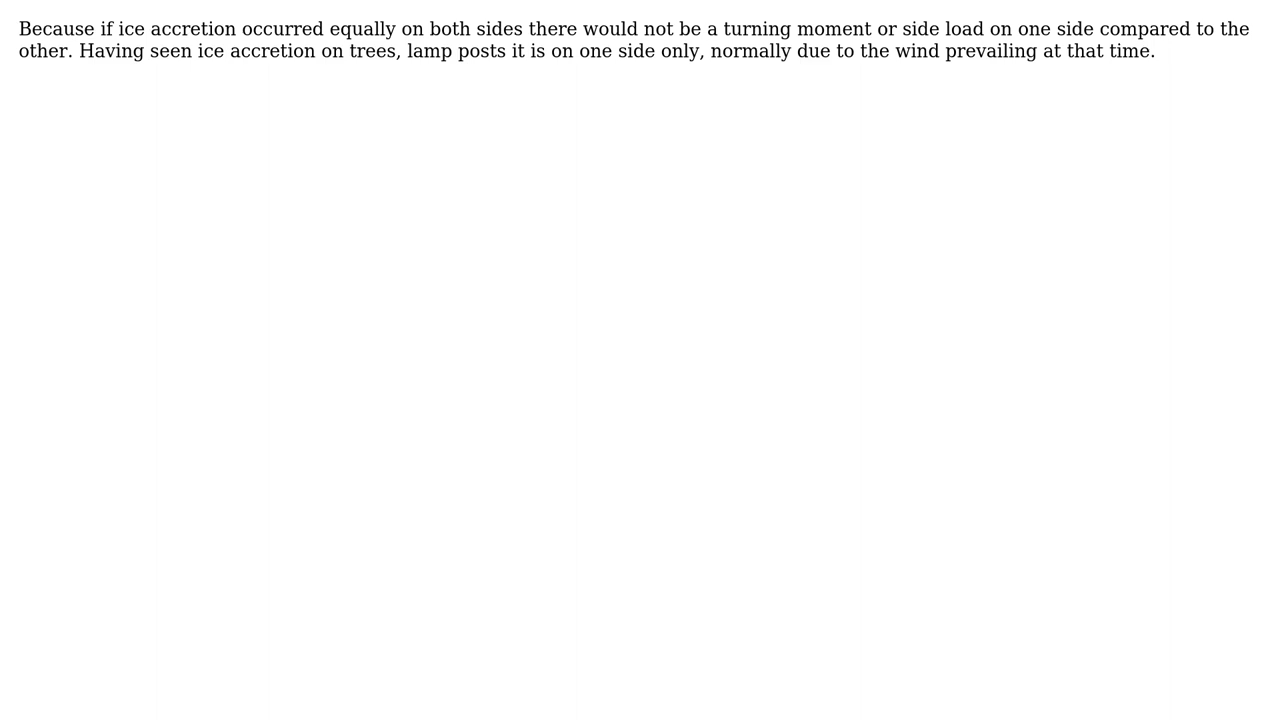 Because if ice accretion occurred equally on both sides there would not be a turning moment or side load on one side compared to the
other. Having seen ice accretion on trees, lamp posts it is on one side only, normally due to the wind prevailing at that time.